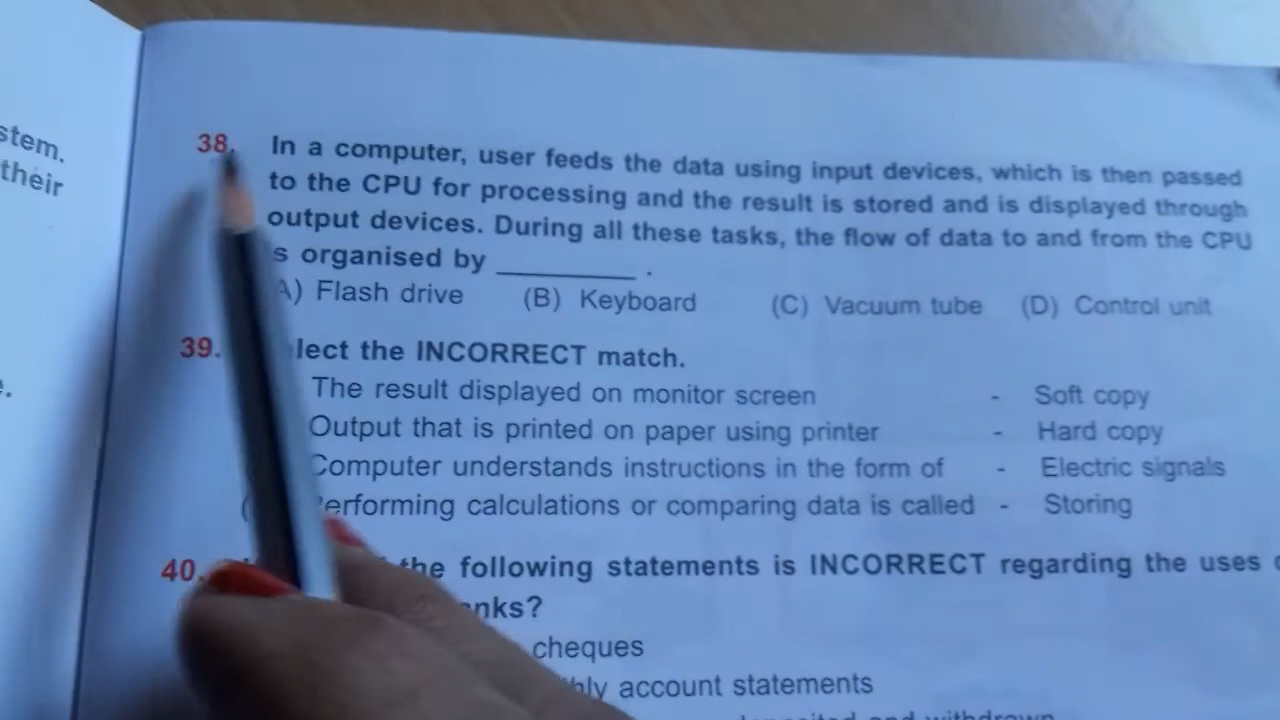 stem.
their
38. In a computer, user feeds the data using input devices, which is then passed
to the CPU for processing and the result is stored and is displayed through
output devices. During all these tasks, the flow of data to and from the CPU
s organised by __________ .
A) Flash drive (B) Keyboard (C) Vacuum tube (D) Control unit
39. lect the INCORRECT match.
The result displayed on monitor screen - Soft copy
Output that is printed on paper using printer - Hard copy
Computer understands instructions in the form of - Electric signals
erforming calculations or comparing data is called - Storing
40. the following statements is INCORRECT regarding the uses
nks?
cheques
hly account statements
and withdrawn